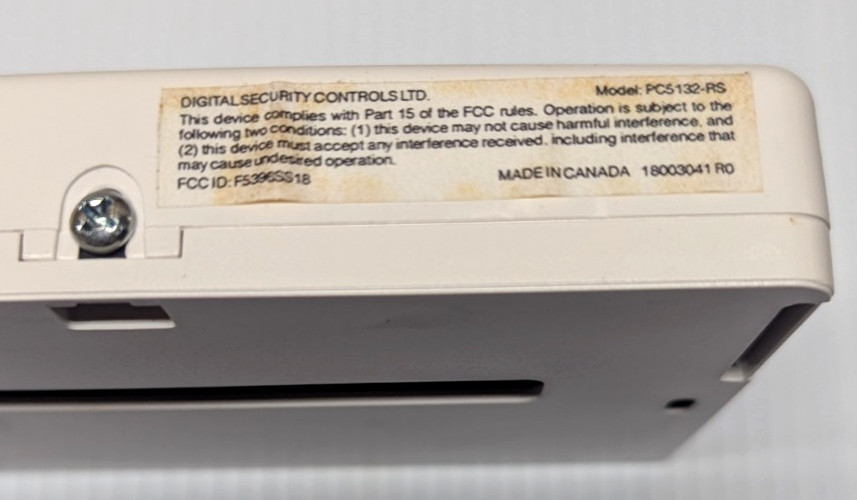 DIGITAL SECURITY CONTROLS LTD. Model: PC5132-RS
This device complies with Part 15 of the FCC rules. Operation is subject to the
following two conditions: (1) this device may not cause harmful interference, and
(2) this device must accept any interference received, including interference that
may cause undesired operation.
FCC ID: F5396SS18 MADE IN CANADA 18003041 R0